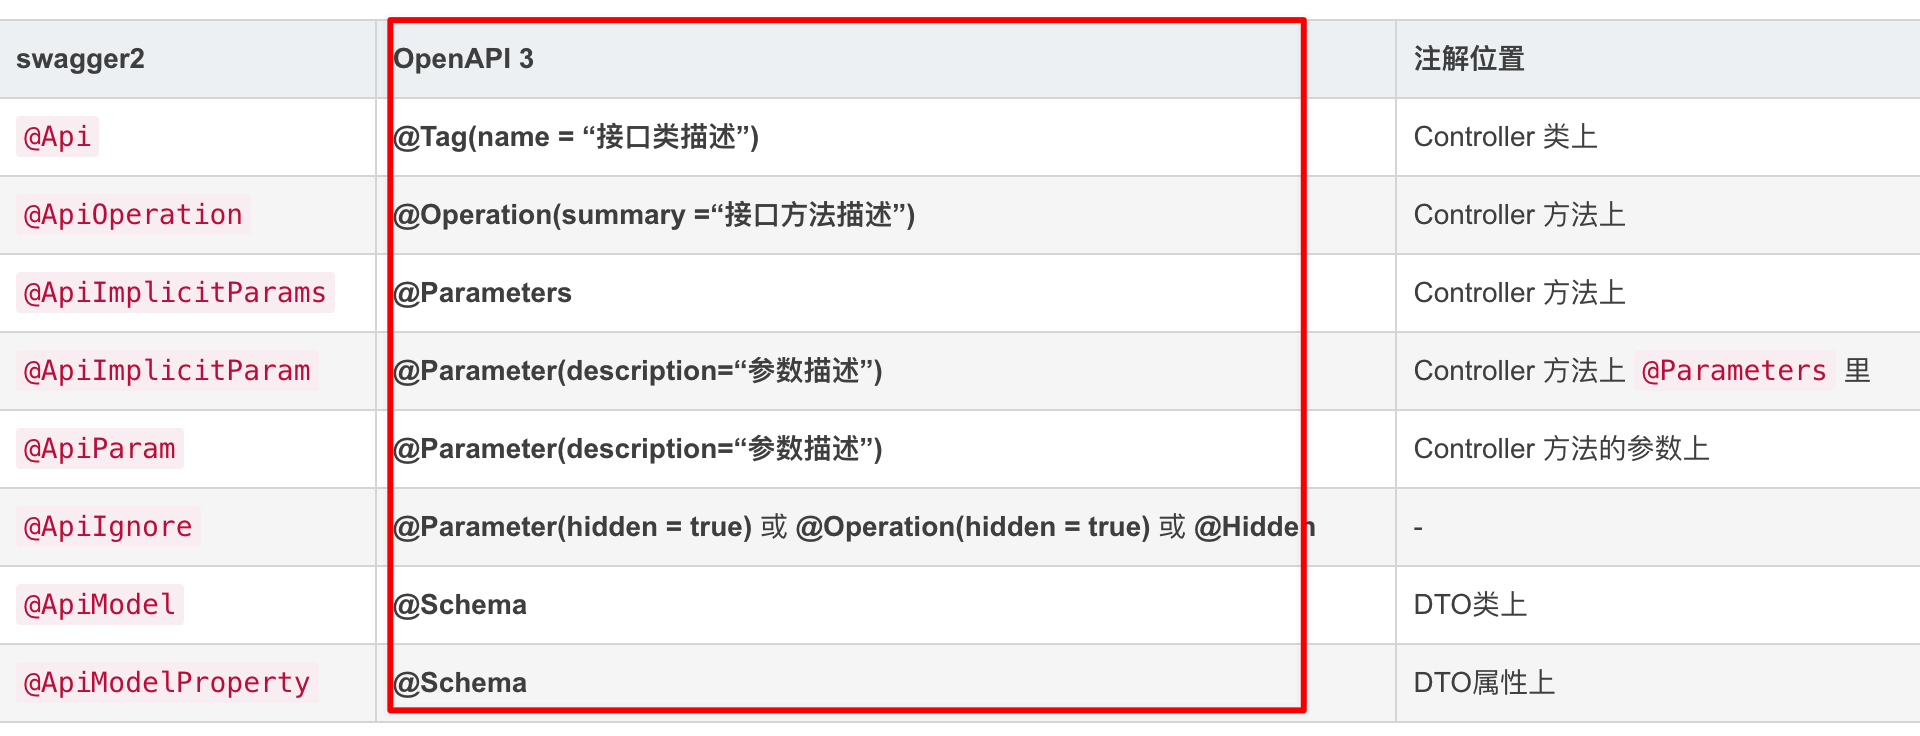 swagger2 OpenAPI 3 注解位置
@Api @Tag(name = “接口类描述”) Controller 类上
@ApiOperation @Operation(summary =“接口方法描述”) Controller 方法上
@ApiImplicitParams @Parameters Controller 方法上
@ApiImplicitParam @Parameter(description=“参数描述”) Controller 方法上 @Parameters 里
@ApiParam @Parameter(description=“参数描述”) Controller 方法的参数上
@ApiIgnore @Parameter(hidden = true) 或 @Operation(hidden = true) 或 @Hidden -
@ApiModel @Schema DTO类上
@ApiModelProperty @Schema DTO属性上